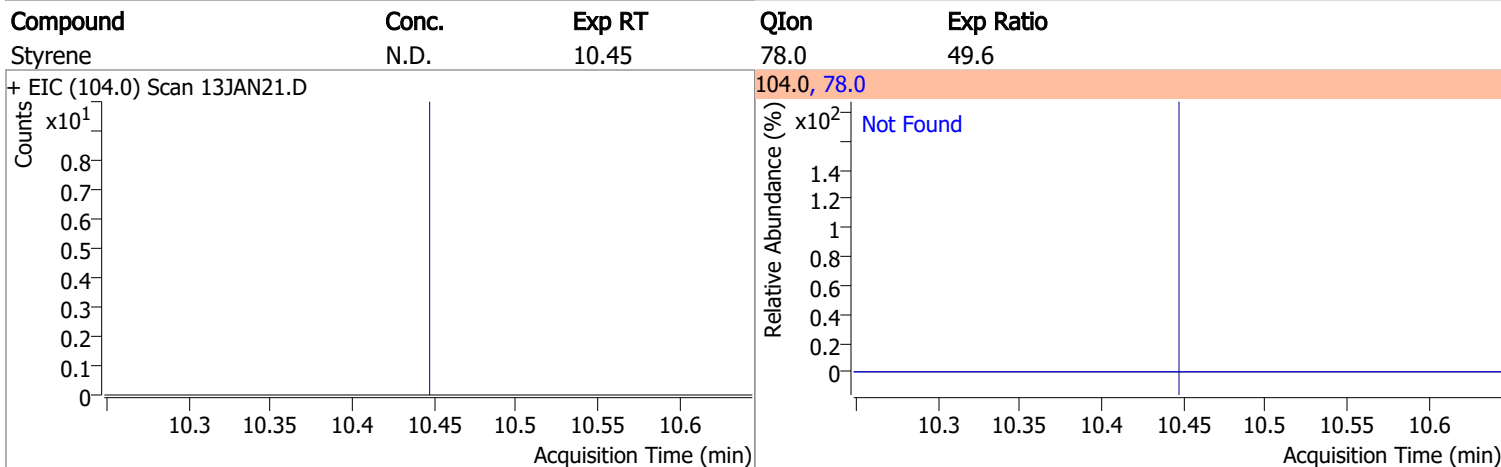 Compound Conc. Exp RT QIon Exp Ratio
Styrene N.D. 10.45 78.0 49.6
+ EIC (104.0) Scan 13JAN21.D
Counts
x10¹
0.8
0.7
0.6
0.5
0.4
0.3
0.2
0.1
0
10.3 10.35 10.4 10.45 10.5 10.55 10.6
Acquisition Time (min)
104.0, 78.0
Relative Abundance (%)
x10²
Not Found
1.4
1.2
1
0.8
0.6
0.4
0.2
0
10.3 10.35 10.4 10.45 10.5 10.55 10.6
Acquisition Time (min)